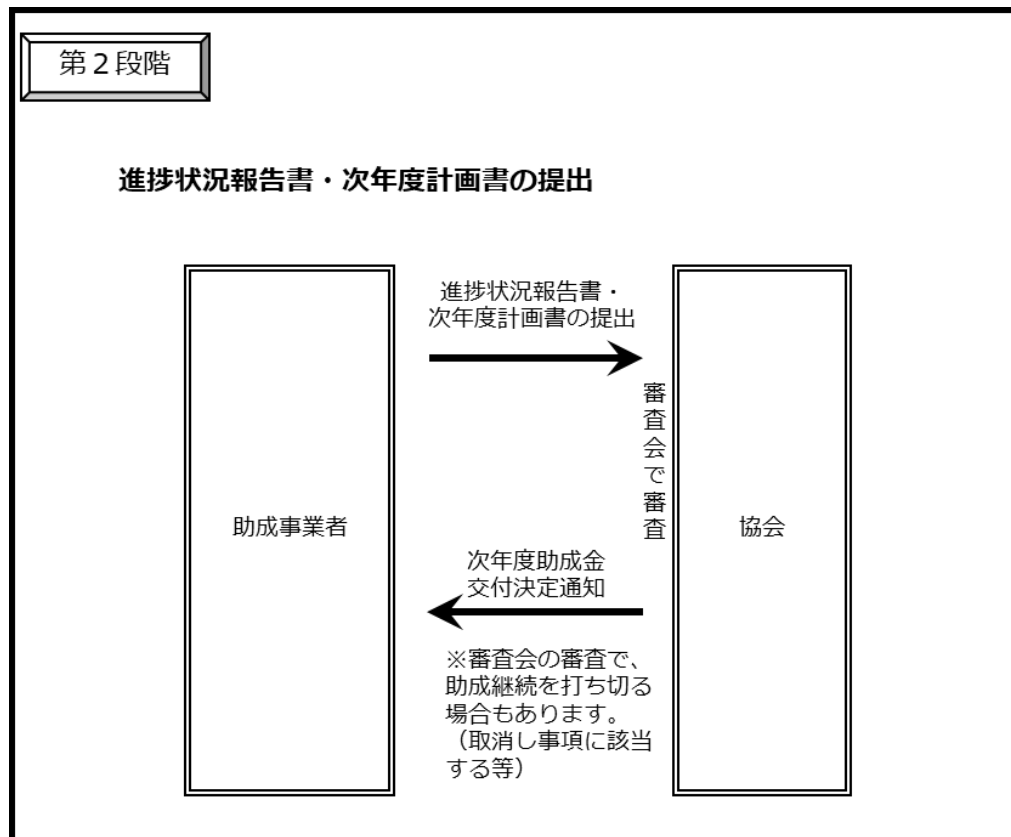 第２段階
進捗状況報告書・次年度計画書の提出
進捗状況報告書・
次年度計画書の提出
審査会で審査
助成事業者
協会
次年度助成金
交付決定通知
※審査会の審査で、
助成継続を打ち切る
場合もあります。
（取消し事項に該当
する等）